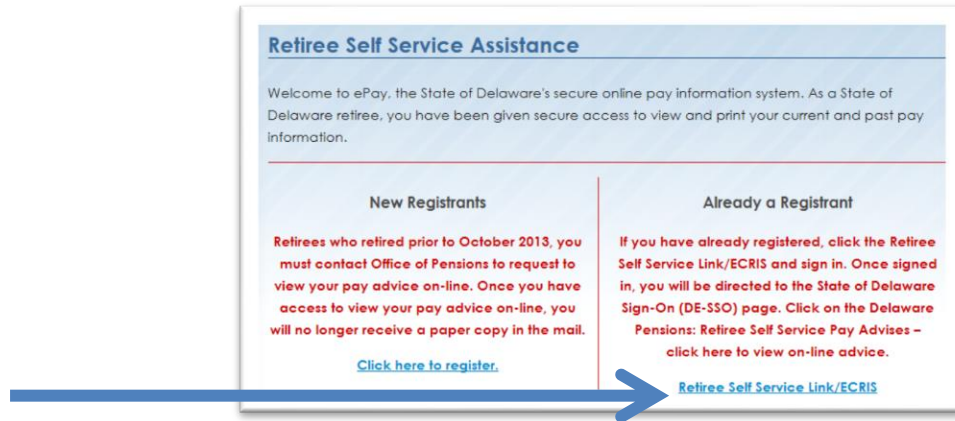 Retiree Self Service Assistance
Welcome to ePay, the State of Delaware's secure online pay information system. As a State of
Delaware retiree, you have been given secure access to view and print your current and past pay
information.
New Registrants
Retirees who retired prior to October 2013, you
must contact Office of Pensions to request to
view your pay advice on-line. Once you have
access to view your pay advice on-line, you
will no longer receive a paper copy in the mail.
Click here to register.
Already a Registrant
If you have already registered, click the Retiree
Self Service Link/ECRIS and sign in. Once signed
in, you will be directed to the State of Delaware
Sign-On (DE-SSO) page. Click on the Delaware
Pensions: Retiree Self Service Pay Advises –
click here to view on-line advice.
Retiree Self Service Link/ECRIS